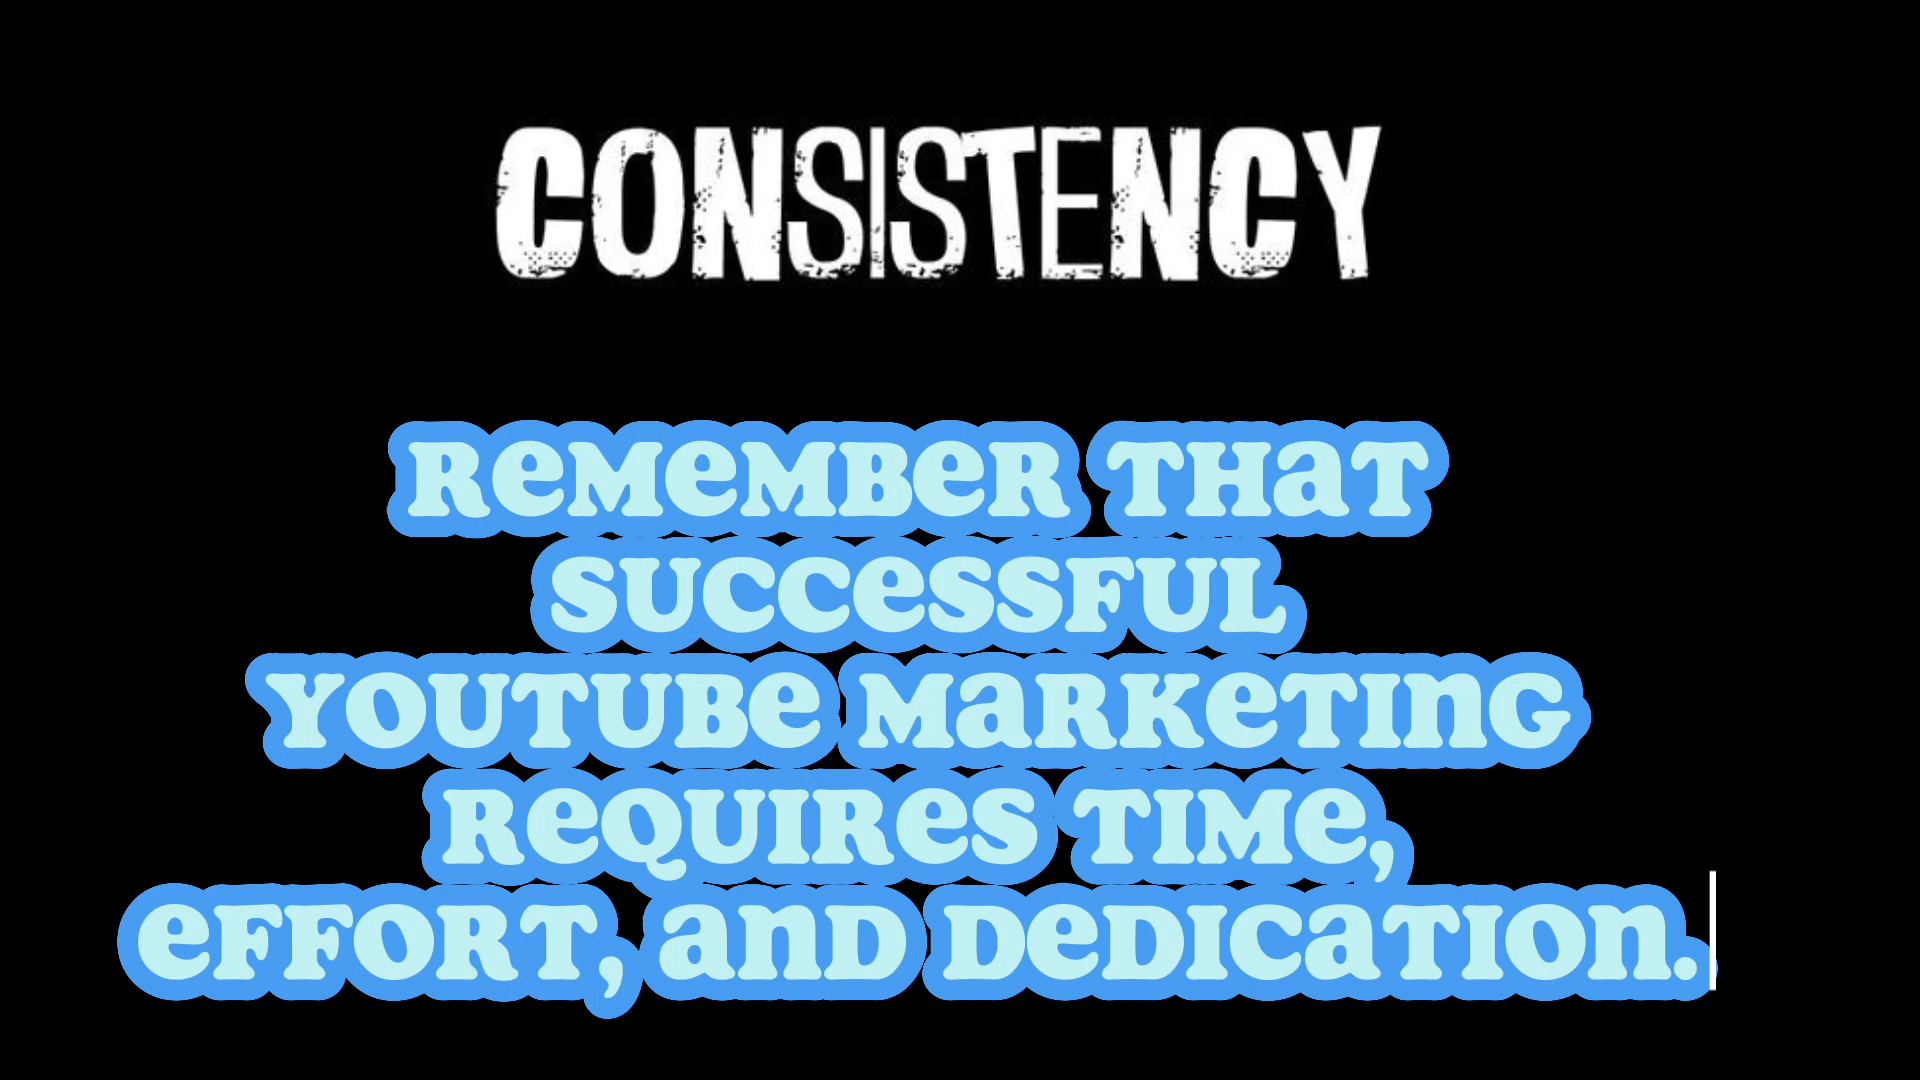 CONSISTENCY
REMEMBER THAT
SUCCESSFUL
YOUTUBE MARKETING
REQUIRES TIME,
EFFORT, AND DEDICATION.